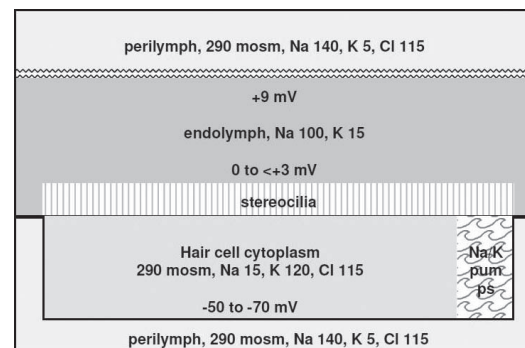 perilymph, 290 mosm, Na 140, K 5, Cl 115
+9 mV
endolymph, Na 100, K 15
0 to <+3 mV
stereocilia
Hair cell cytoplasm
290 mosm, Na 15, K 120, Cl 115
-50 to -70 mV
Na/K
pum
ps
perilymph, 290 mosm, Na 140, K 5, Cl 115